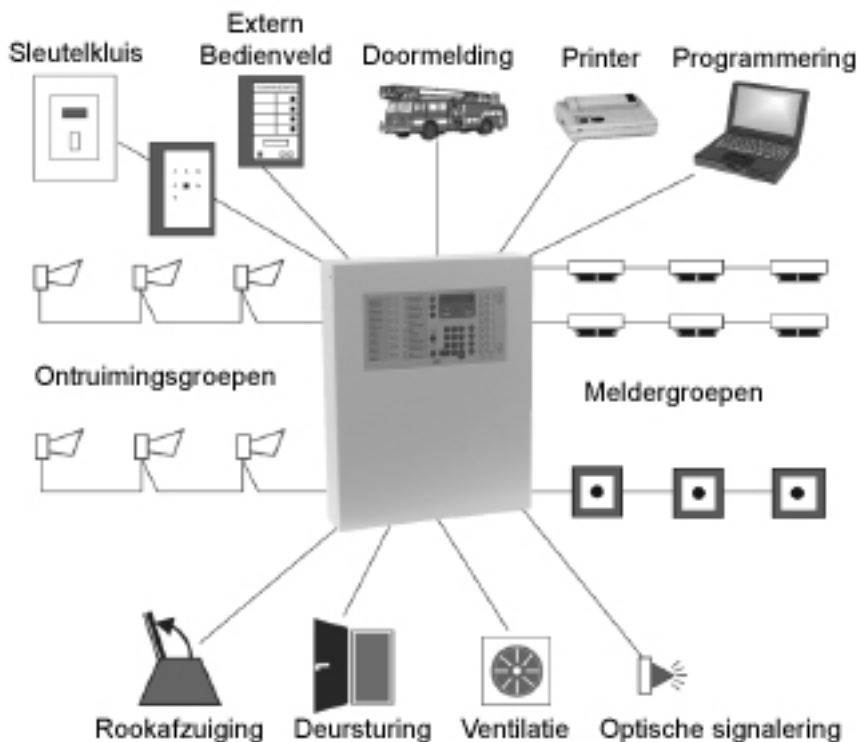 Sleutelkluis
Extern
Bedienveld
Doormelding
Printer
Programmering
Ontruimingsgroepen
Meldergroepen
Rookafzuiging
Deursturing
Ventilatie
Optische signalering